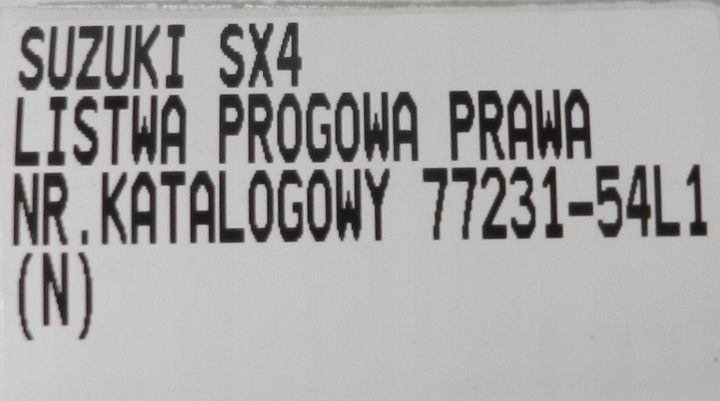 SUZUKI SX4
LISTWA PROGOWA PRAWA
NR.KATALOGOWY 77231-54L1
(N)